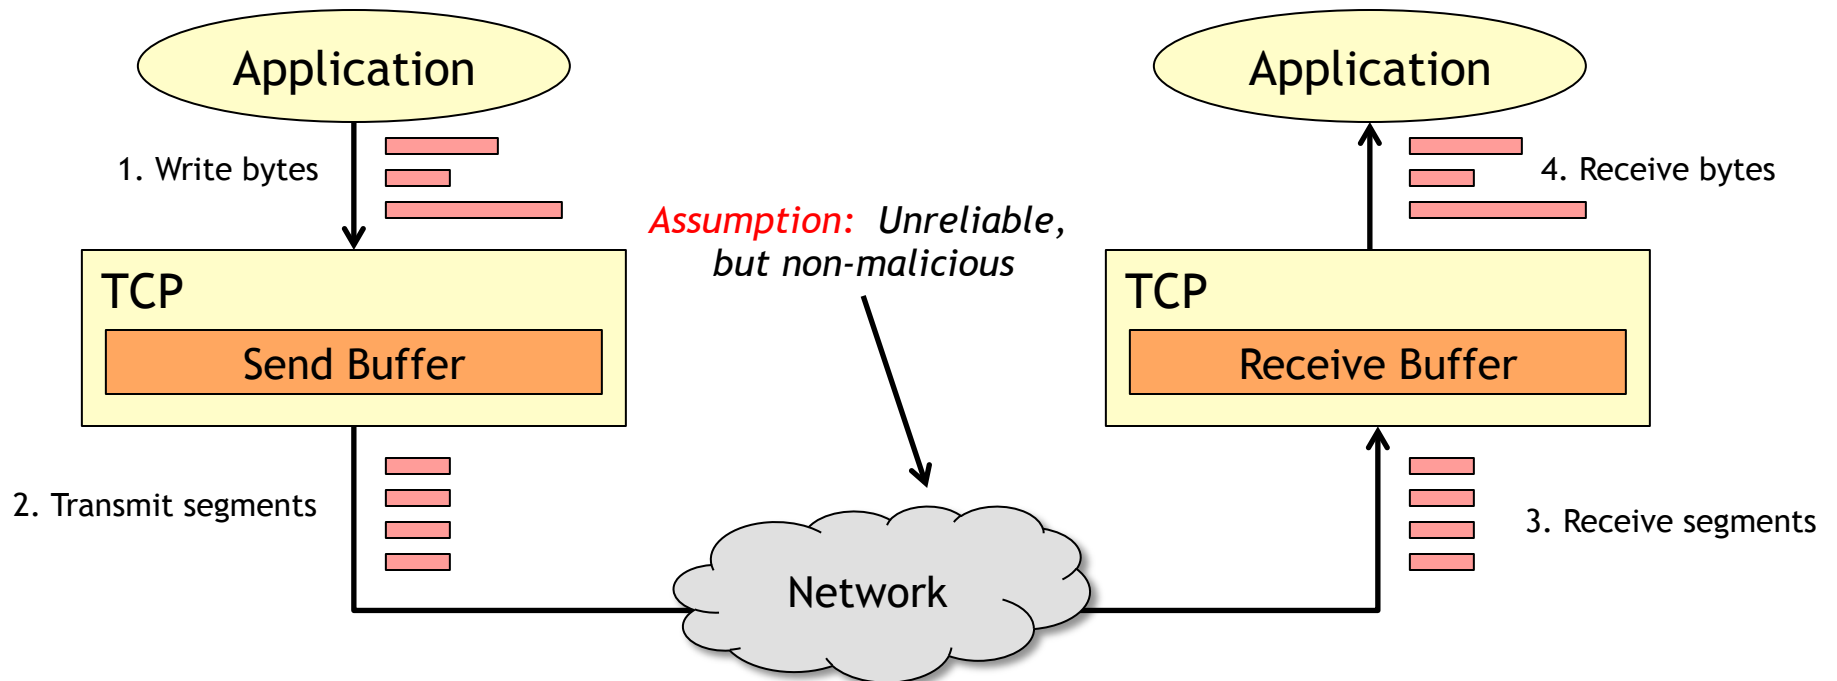 Application
Application
1. Write bytes
4. Receive bytes
Assumption: Unreliable,
but non-malicious
TCP
TCP
Send Buffer
Receive Buffer
2. Transmit segments
3. Receive segments
Network